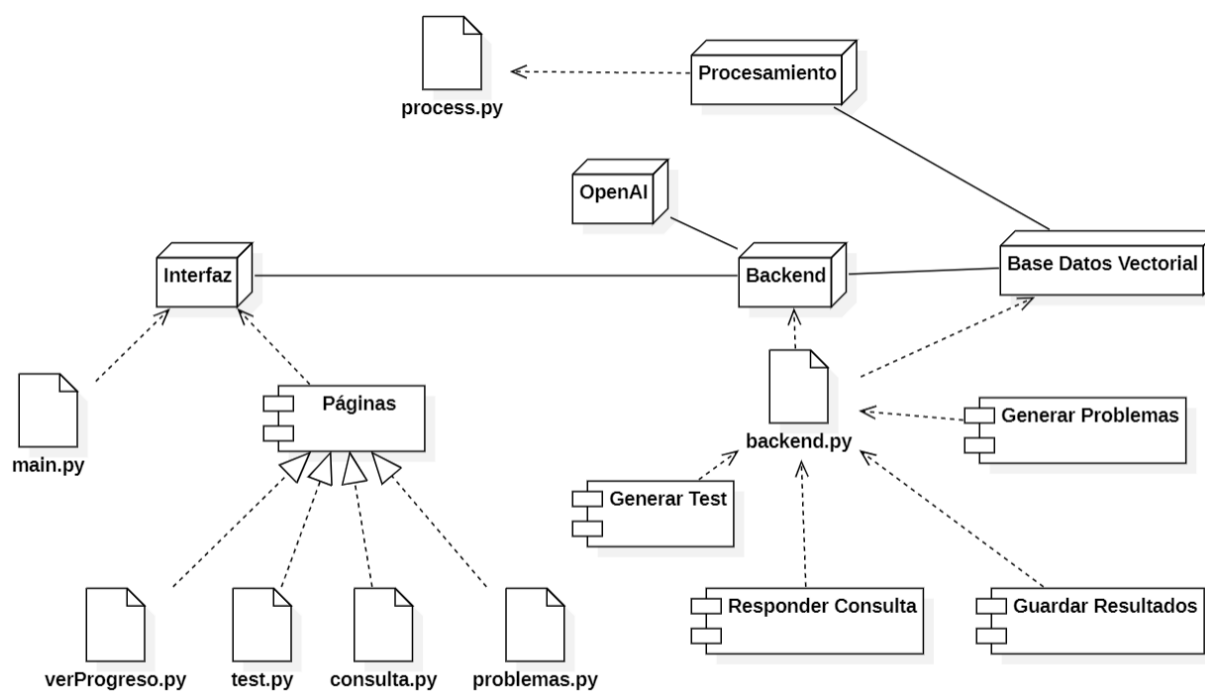 Procesamiento
process.py
OpenAI
Interfaz
Backend
Base Datos Vectorial
main.py
Páginas
backend.py
Generar Problemas
Generar Test
Responder Consulta
Guardar Resultados
verProgreso.py
test.py
consulta.py
problemas.py